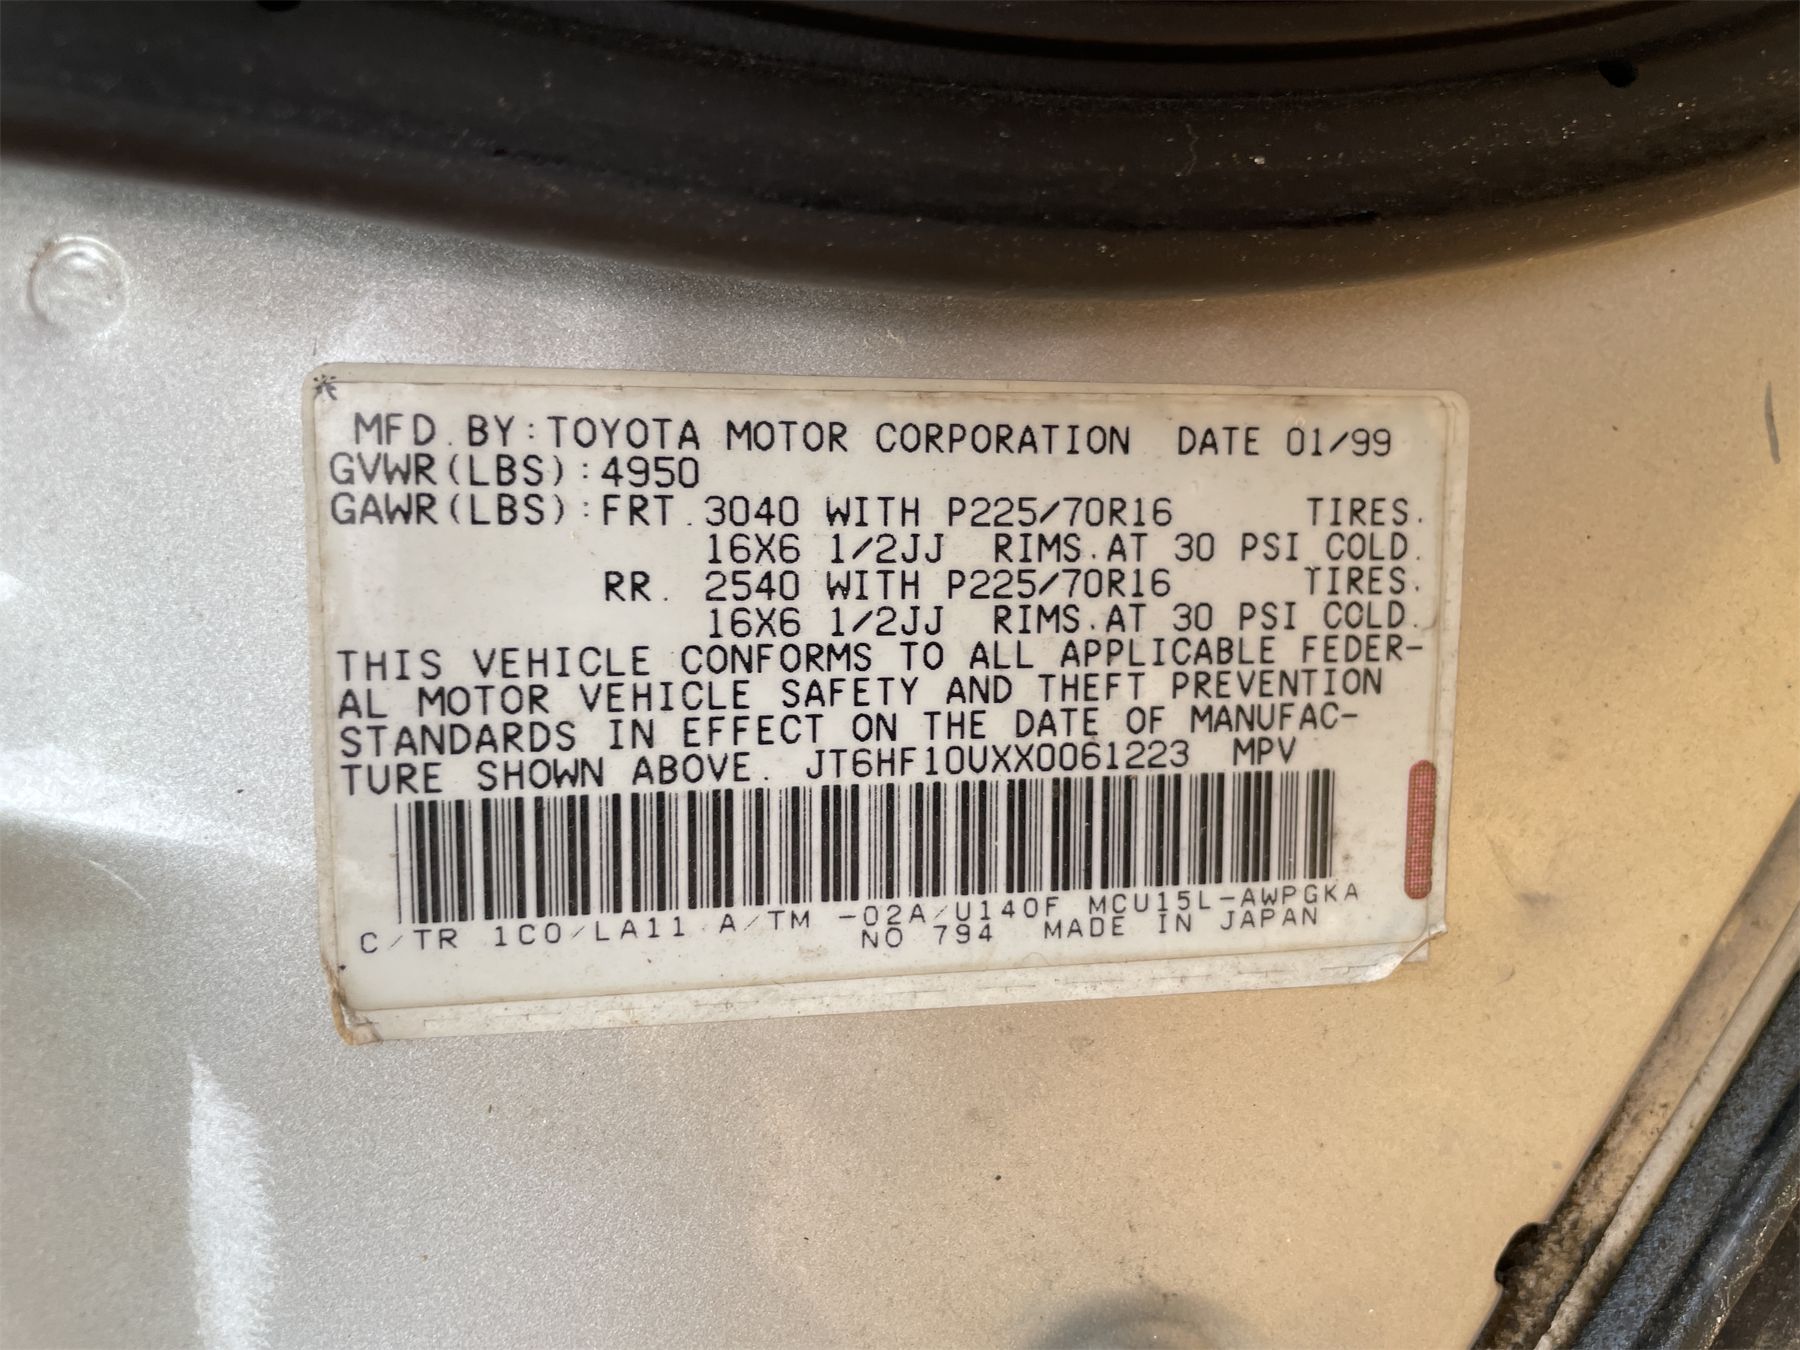 MFD. BY: TOYOTA MOTOR CORPORATION DATE 01/99
GVWR(LBS):4950
GAWR(LBS):FRT. 3040 WITH P225/70R16 TIRES.
16X6 1/2JJ RIMS.AT 30 PSI COLD.
RR. 2540 WITH P225/70R16 TIRES.
16X6 1/2JJ RIMS.AT 30 PSI COLD.
THIS VEHICLE CONFORMS TO ALL APPLICABLE FEDER-
AL MOTOR VEHICLE SAFETY AND THEFT PREVENTION
STANDARDS IN EFFECT ON THE DATE OF MANUFAC-
TURE SHOWN ABOVE. JT6HF10UXX0061223 MPV
C/TR 1C0/LA11 A/TM -02A/U140F MCU15L-AWPGKA
NO 794 MADE IN JAPAN